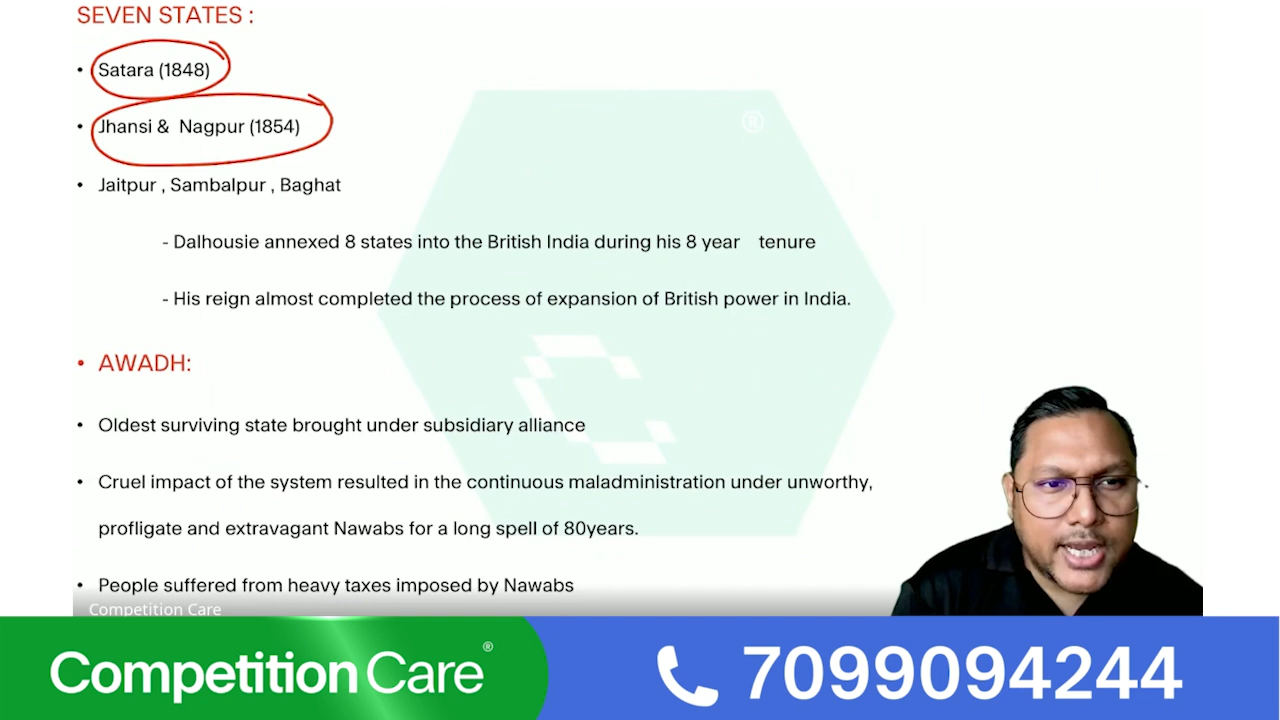 SEVEN STATES :
• Satara (1848)
• Jhansi & Nagpur (1854)
®
• Jaitpur , Sambalpur , Baghat
- Dalhousie annexed 8 states into the British India during his 8 year tenure
- His reign almost completed the process of expansion of British power in India.
• AWADH:
• Oldest surviving state brought under subsidiary alliance
• Cruel impact of the system resulted in the continuous maladministration under unworthy,
profligate and extravagant Nawabs for a long spell of 80years.
• People suffered from heavy taxes imposed by Nawabs
Competition Care
Competition Care®
7099094244